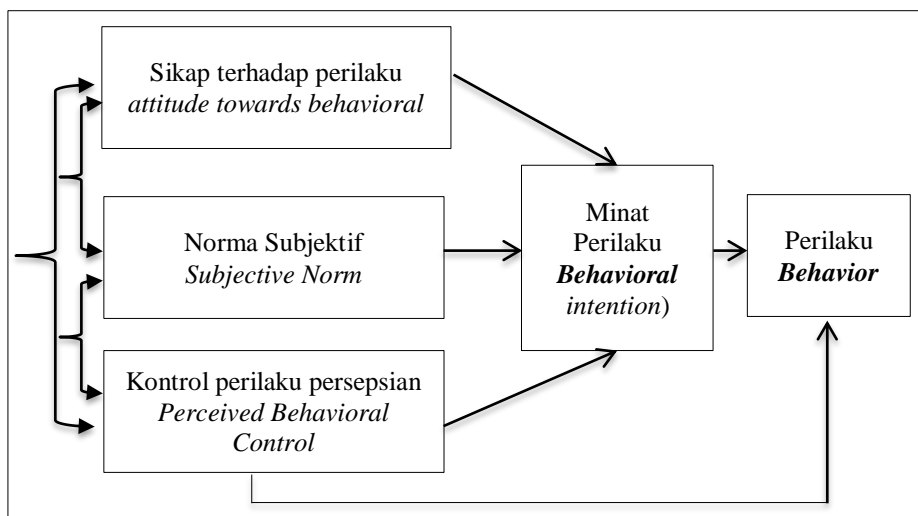 Sikap terhadap perilaku
attitude towards behavioral
Norma Subjektif
Subjective Norm
Kontrol perilaku persepsian
Perceived Behavioral
Control
Minat
Perilaku
Behavioral
intention)
Perilaku
Behavior